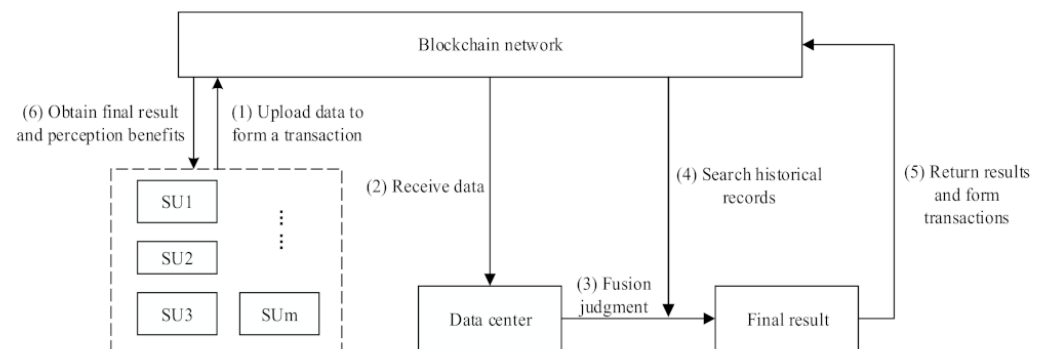 Blockchain network
(6) Obtain final result
and perception benefits
(1) Upload data to
form a transaction
(2) Receive data
(4) Search historical
records
(5) Return results
and form
transactions
SU1
SU2
SU3
SUm
(3) Fusion
judgment
Data center
Final result